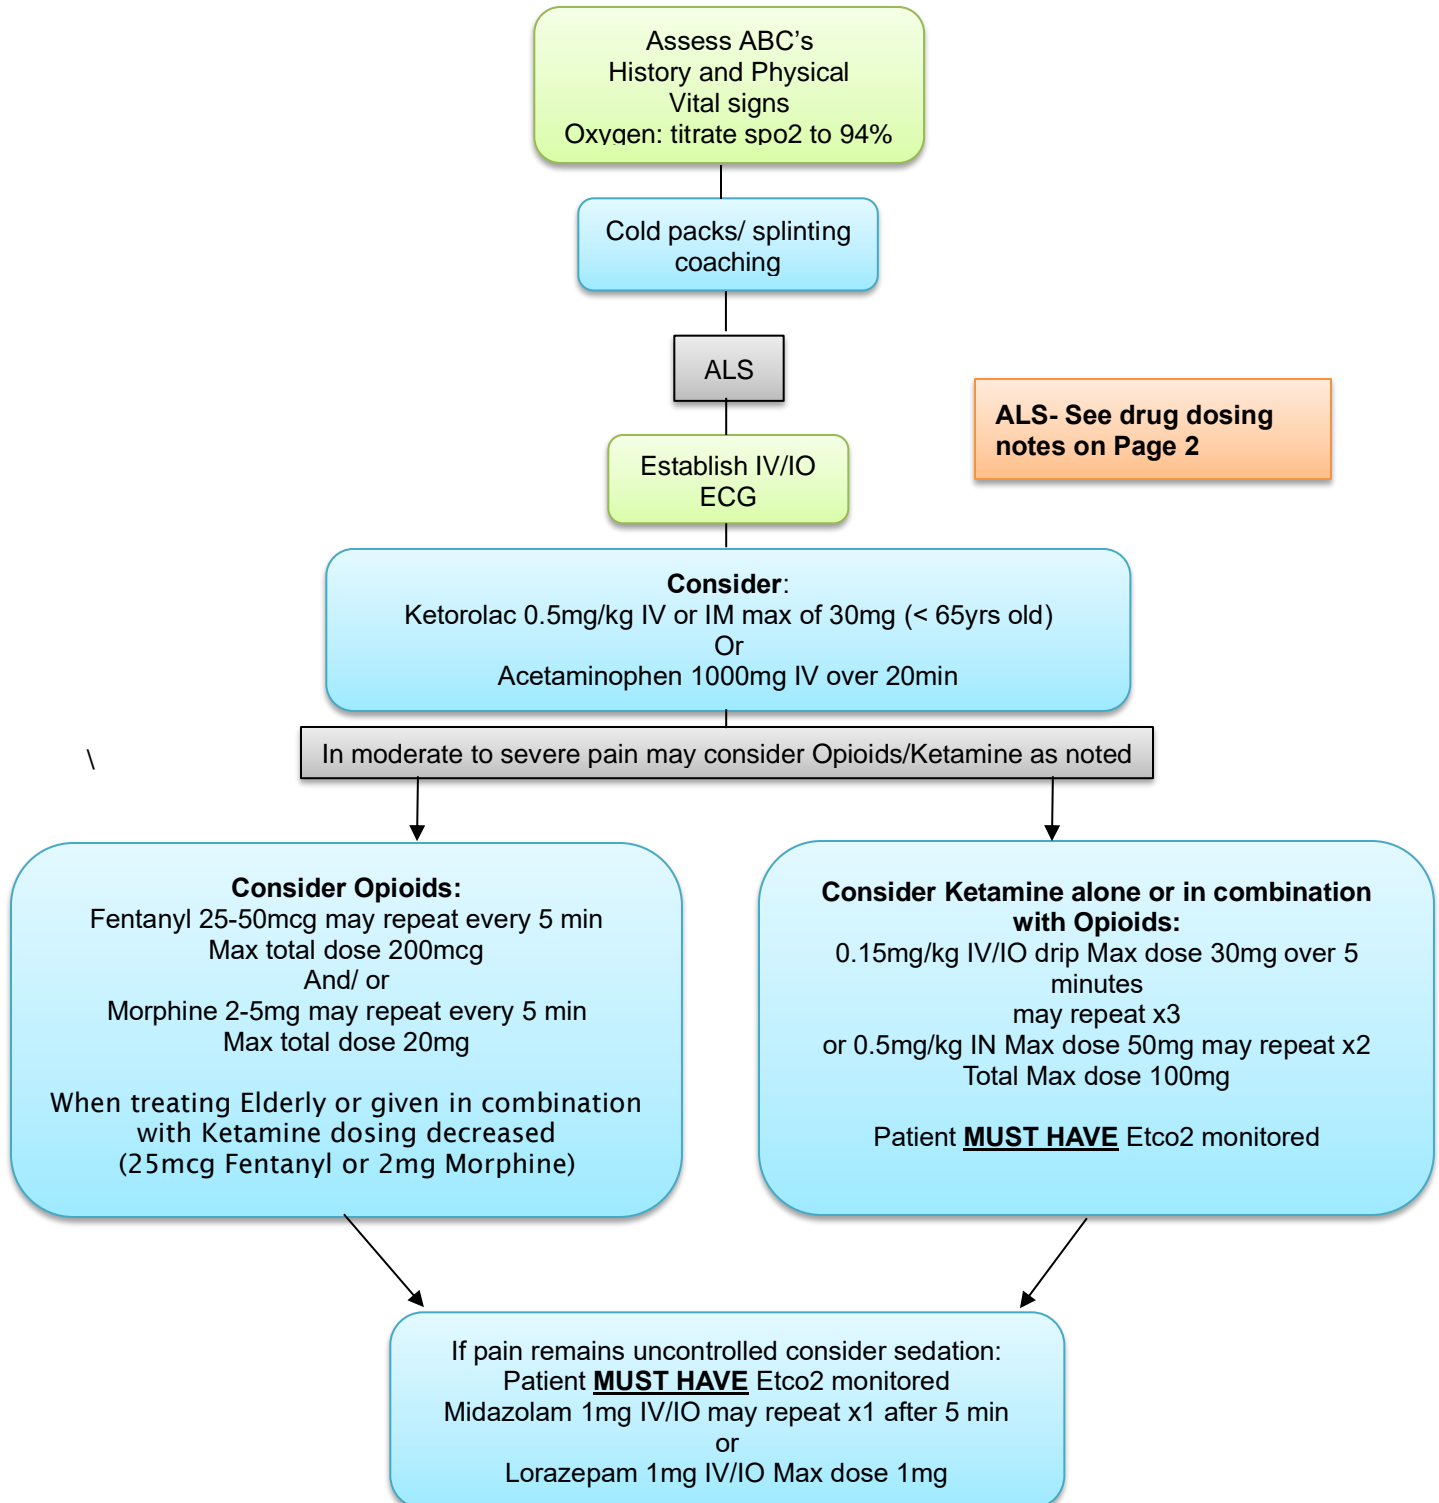 Assess ABC’s
History and Physical
Vital signs
Oxygen: titrate spo2 to 94%
Cold packs/ splinting
coaching
ALS
ALS- See drug dosing
notes on Page 2
Establish IV/IO
ECG
Consider:
Ketorolac 0.5mg/kg IV or IM max of 30mg (< 65yrs old)
Or
Acetaminophen 1000mg IV over 20min
\
In moderate to severe pain may consider Opioids/Ketamine as noted
Consider Opioids:
Fentanyl 25-50mcg may repeat every 5 min
Max total dose 200mcg
And/ or
Morphine 2-5mg may repeat every 5 min
Max total dose 20mg
When treating Elderly or given in combination
with Ketamine dosing decreased
(25mcg Fentanyl or 2mg Morphine)
Consider Ketamine alone or in combination
with Opioids:
0.15mg/kg IV/IO drip Max dose 30mg over 5
minutes
may repeat x3
or 0.5mg/kg IN Max dose 50mg may repeat x2
Total Max dose 100mg
Patient MUST HAVE Etco2 monitored
If pain remains uncontrolled consider sedation:
Patient MUST HAVE Etco2 monitored
Midazolam 1mg IV/IO may repeat x1 after 5 min
or
Lorazepam 1mg IV/IO Max dose 1mg